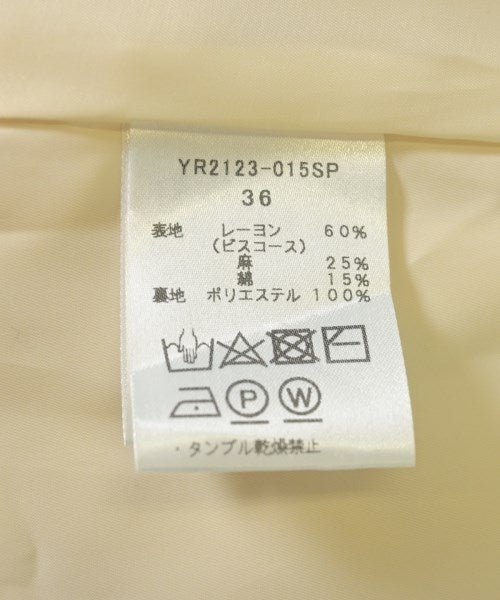 YR2123-015SP
36
表地 レーヨン 60%
(ビスコース)
麻 25%
綿 15%
裏地 ポリエステル 100%
P W
・タンブル乾燥禁止